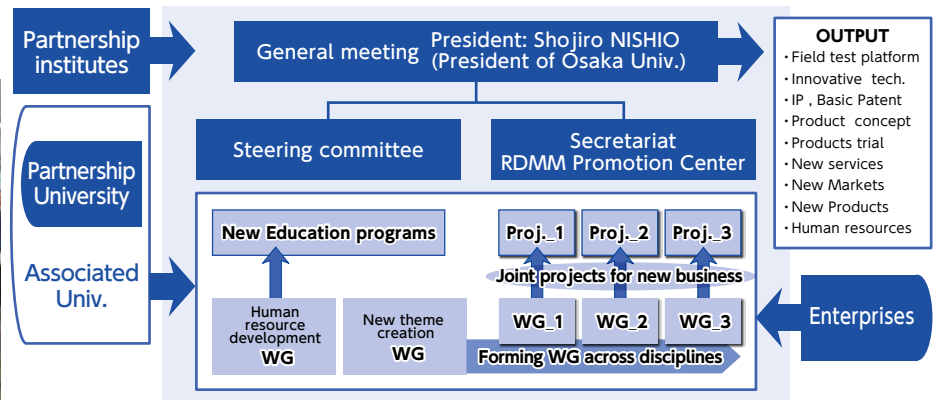 Partnership
institutes
General meeting
President: Shojiro NISHIO
(President of Osaka Univ.)
OUTPUT
・Field test platform
・Innovative tech.
・IP , Basic Patent
・Product concept
・Products trial
・New services
・New Markets
・New Products
・Human resources
Steering committee
Secretariat
RDMM Promotion Center
Partnership
University
Associated
Univ.
New Education programs
Proj._1
Proj._2
Proj._3
Joint projects for new business
Human
resource
development
WG
New theme
creation
WG
WG_1
WG_2
WG_3
Forming WG across disciplines
Enterprises